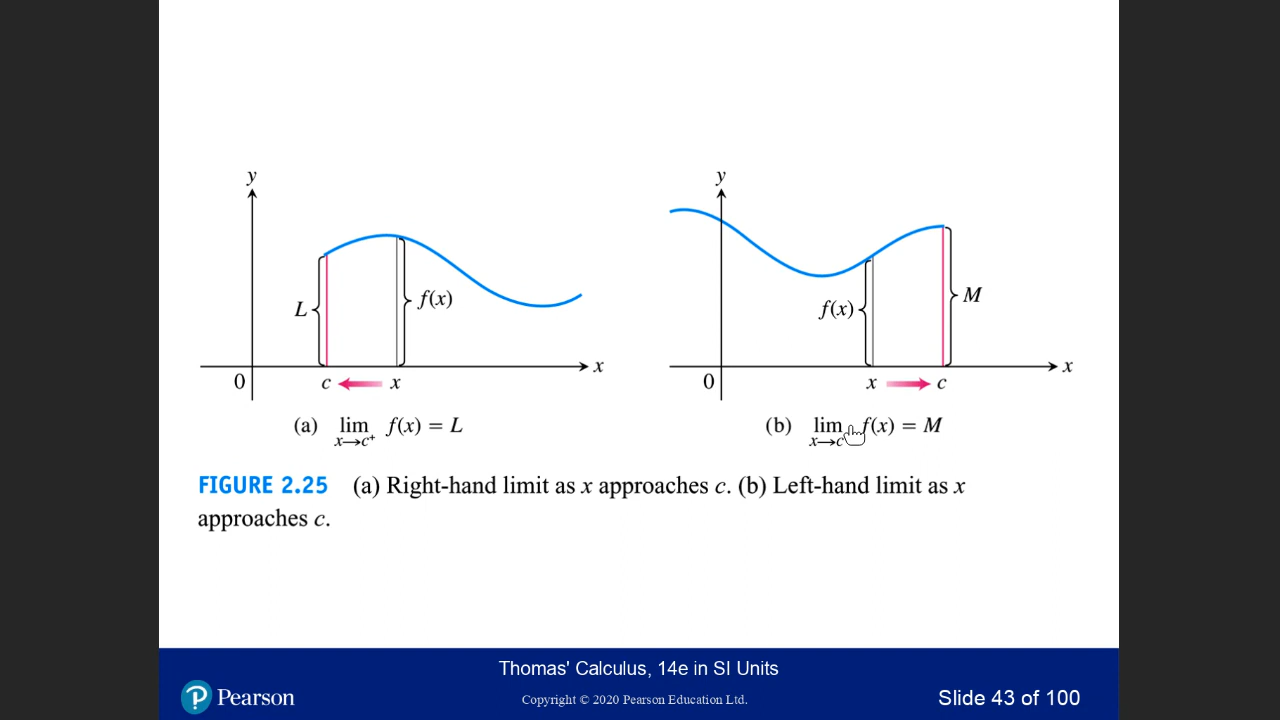 y
L
f(x)
0
c
x
x
(a) lim x→c⁺ f(x) = L
y
f(x)
M
0
x
c
x
(b) lim x→c f(x) = M
FIGURE 2.25 (a) Right-hand limit as x approaches c. (b) Left-hand limit as x
approaches c.
Thomas' Calculus, 14e in SI Units
P Pearson
Copyright © 2020 Pearson Education Ltd.
Slide 43 of 100